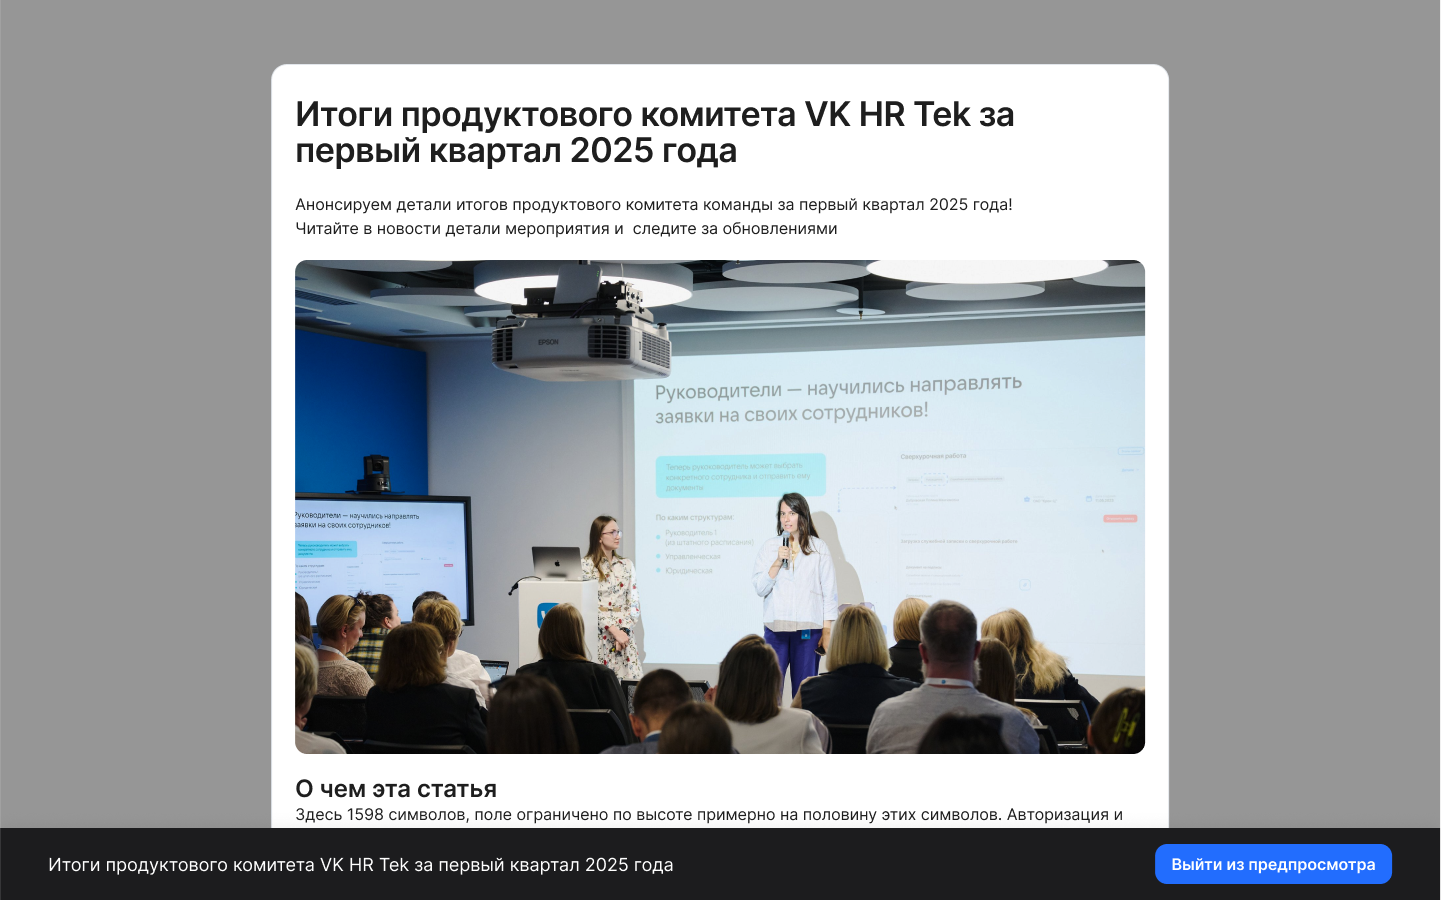 Итоги продуктового комитета VK HR Tek за
первый квартал 2025 года
Анонсируем детали итогов продуктового комитета команды за первый квартал 2025 года!
Читайте в новости детали мероприятия и  следите за обновлениями
EPSON
Руководители — научились направлять
заявки на своих сотрудников!
Теперь руководитель может выбрать
конкретного сотрудника и отправить ему
документы
Сверхурочная работа
По каким структурам:
Руководитель 1
(из штатного расписания)
Управленческая
Юридическая
Руководители — научились направлять
заявки на своих сотрудников!
О чем эта статья
Здесь 1598 символов, поле ограничено по высоте примерно на половину этих символов. Авторизация и
Итоги продуктового комитета VK HR Tek за первый квартал 2025 года
Выйти из предпросмотра